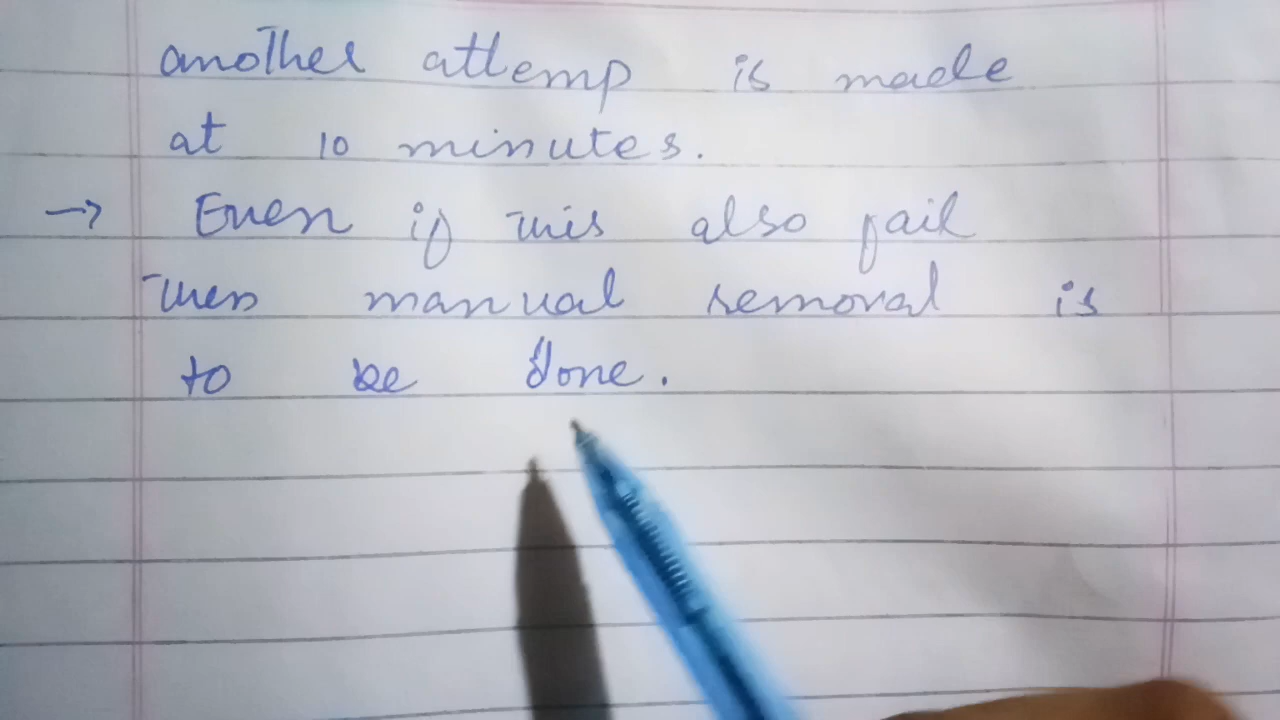 another attemp is made
at 10 minutes.
→ Even if this also fail
then manual removal is
to be done.